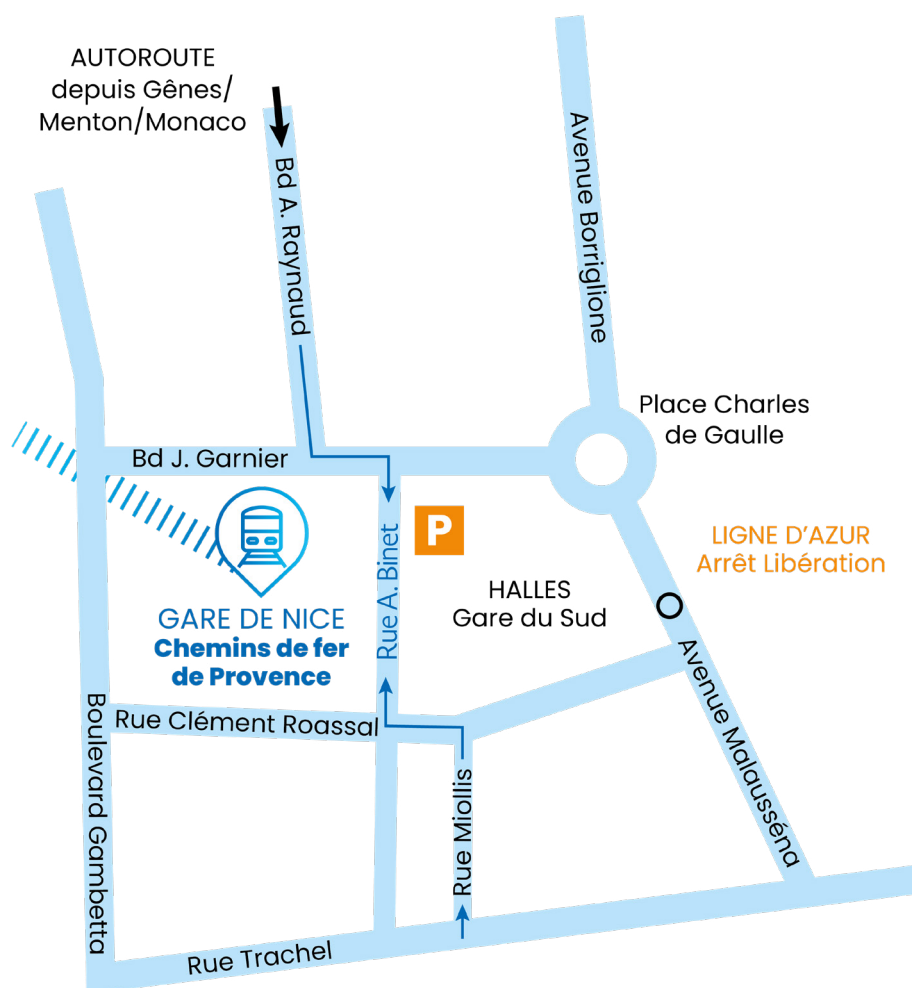 AUTOROUTE
depuis Gênes/
Menton/Monaco
Bd A. Raynaud
Avenue Borriglione
Place Charles
de Gaulle
Bd J. Garnier
P
LIGNE D'AZUR
Arrêt Libération
Rue A. Binet
HALLES
Gare du Sud
GARE DE NICE
Chemins de fer
de Provence
Avenue Malausséna
Boulevard Gambetta
Rue Clément Roassal
Rue Miollis
Rue Trachel